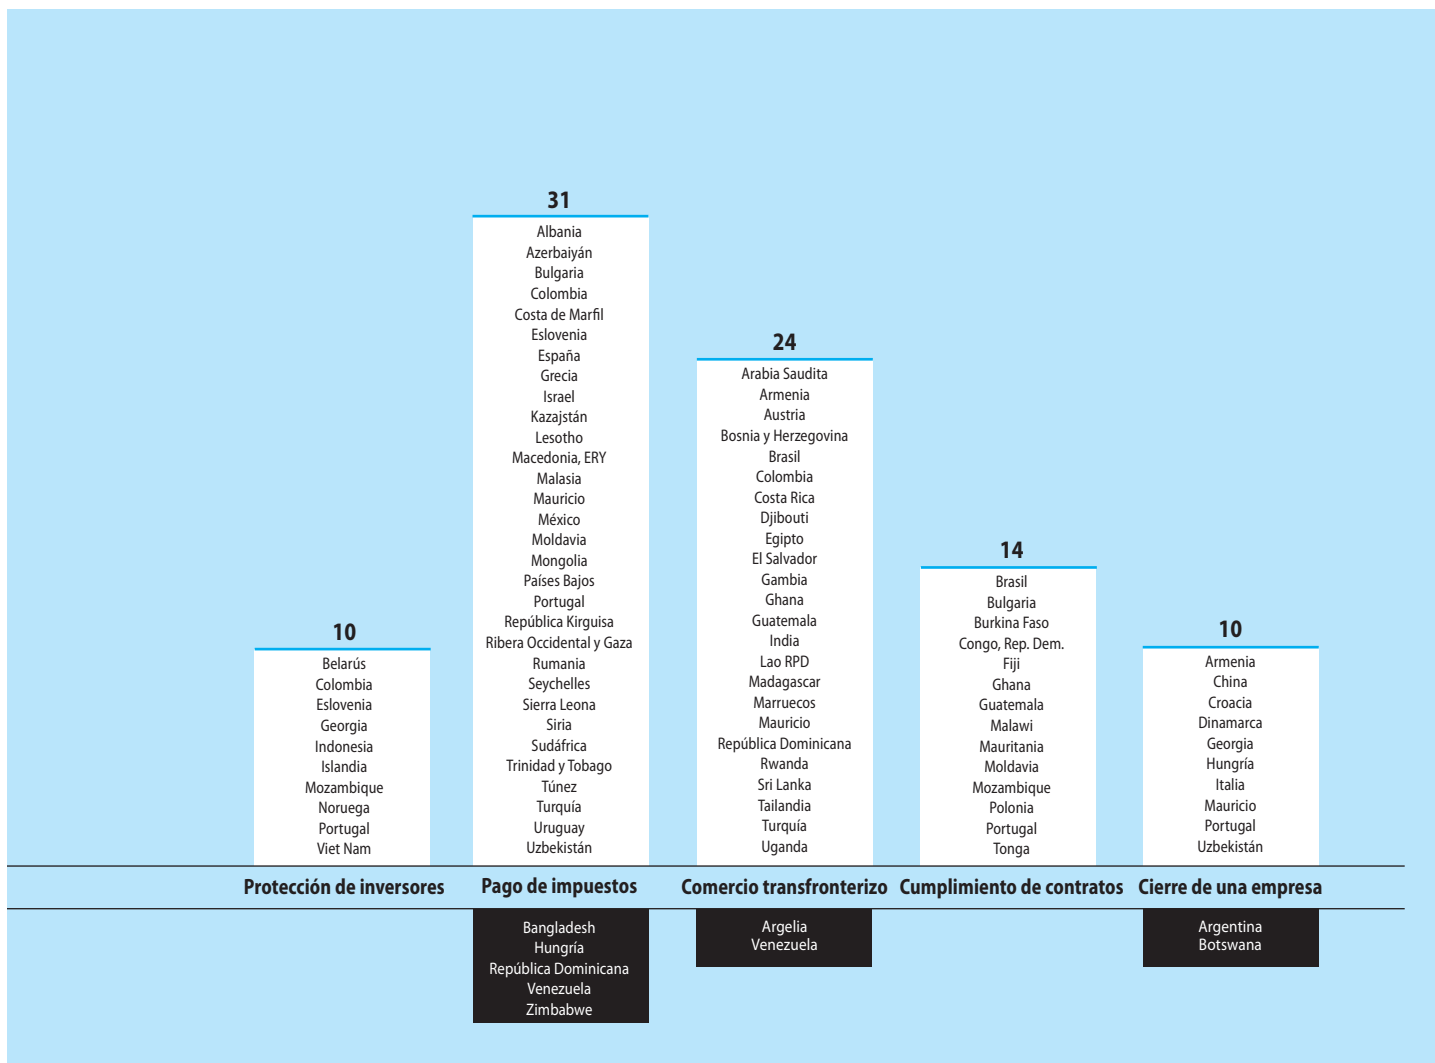 10
Belarús
Colombia
Eslovenia
Georgia
Indonesia
Islandia
Mozambique
Noruega
Portugal
Viet Nam
Protección de inversores
31
Albania
Azerbaiyán
Bulgaria
Colombia
Costa de Marfil
Eslovenia
España
Grecia
Israel
Kazajstán
Lesotho
Macedonia, ERY
Malasia
Mauricio
México
Moldavia
Mongolia
Países Bajos
Portugal
República Kirguisa
Ribera Occidental y Gaza
Rumania
Seychelles
Sierra Leona
Siria
Sudáfrica
Trinidad y Tobago
Túnez
Turquía
Uruguay
Uzbekistán
Pago de impuestos
Bangladesh
Hungría
República Dominicana
Venezuela
Zimbabwe
24
Arabia Saudita
Armenia
Austria
Bosnia y Herzegovina
Brasil
Colombia
Costa Rica
Djibouti
Egipto
El Salvador
Gambia
Ghana
Guatemala
India
Lao RPD
Madagascar
Marruecos
Mauricio
República Dominicana
Rwanda
Sri Lanka
Tailandia
Turquía
Uganda
Comercio transfronterizo
Argelia
Venezuela
14
Brasil
Bulgaria
Burkina Faso
Congo, Rep. Dem.
Fiji
Ghana
Guatemala
Malawi
Mauritania
Moldavia
Mozambique
Polonia
Portugal
Tonga
Cumplimiento de contratos
10
Armenia
China
Croacia
Dinamarca
Georgia
Hungría
Italia
Mauricio
Portugal
Uzbekistán
Cierre de una empresa
Argentina
Botswana